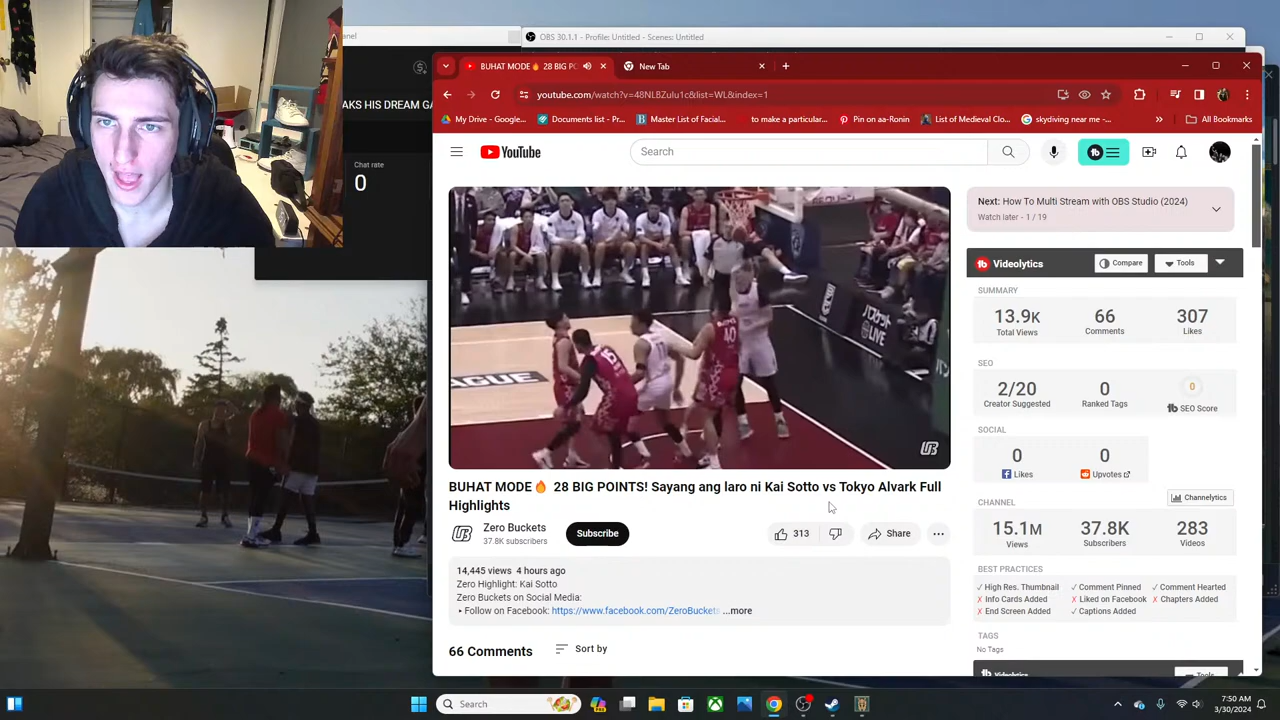 anel
OBS 30.1.1 - Profile: Untitled - Scenes: Untitled
AKS HIS DREAM GA
Chat rate
0
BUHAT MODE🔥 28 BIG PO
New Tab
youtube.com/watch?v=48NLBZuIu1c&list=WL&index=1
My Drive - Google...
Documents list - Pr...
Master List of Facial...
to make a particular...
Pin on aa-Ronin
List of Medieval Clo...
skydiving near me -...
All Bookmarks
YouTube
Search
LIVE
BUHAT MODE🔥 28 BIG POINTS! Sayang ang laro ni Kai Sotto vs Tokyo Alvark Full
Highlights
Zero Buckets
37.8K subscribers
Subscribe
313
Share
14,445 views 4 hours ago
Zero Highlight: Kai Sotto
Zero Buckets on Social Media:
‣ Follow on Facebook: https://www.facebook.com/ZeroBuckets ...more
66 Comments
Sort by
Next: How To Multi Stream with OBS Studio (2024)
Watch later - 1 / 19
Videolytics
Compare
Tools
SUMMARY
13.9K
Total Views
66
Comments
307
Likes
SEO
2/20
Creator Suggested
0
Ranked Tags
0
SEO Score
SOCIAL
0
Likes
0
Upvotes
CHANNEL
Channelytics
15.1M
Views
37.8K
Subscribers
283
Videos
BEST PRACTICES
✓ High Res. Thumbnail ✓ Comment Pinned ✓ Comment Hearted
✗ Info Cards Added ✗ Liked on Facebook ✗ Chapters Added
✗ End Screen Added ✓ Captions Added
TAGS
No Tags
Videolytics
Tools
Search
7:50 AM
3/30/2024